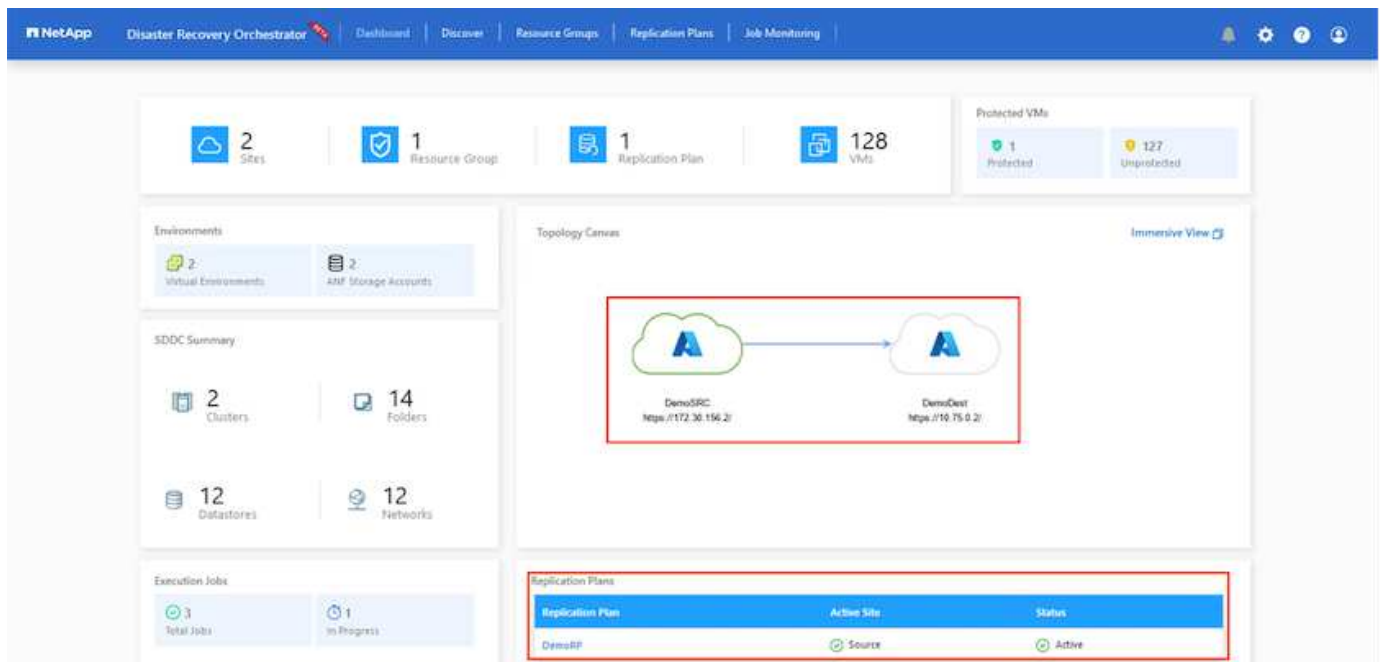 NetApp Disaster Recovery Orchestrator Dashboard Discover Resource Groups Replication Plans Job Monitoring
2
Sites
1
Resource Group
1
Replication Plan
128
VMs
Protected VMs
1
Protected
127
Unprotected
Environments
2
Virtual Environments
2
ANF Storage Accounts
Topology Canvas
Immersive View
DemoSRC
https://172.30.156.2/
DemoDest
https://10.75.0.2/
SDDC Summary
2
Clusters
14
Folders
12
Datastores
12
Networks
Execution Jobs
3
Total Jobs
1
In Progress
Replication Plans
Replication Plan Active Site Status
DemoRP Source Active